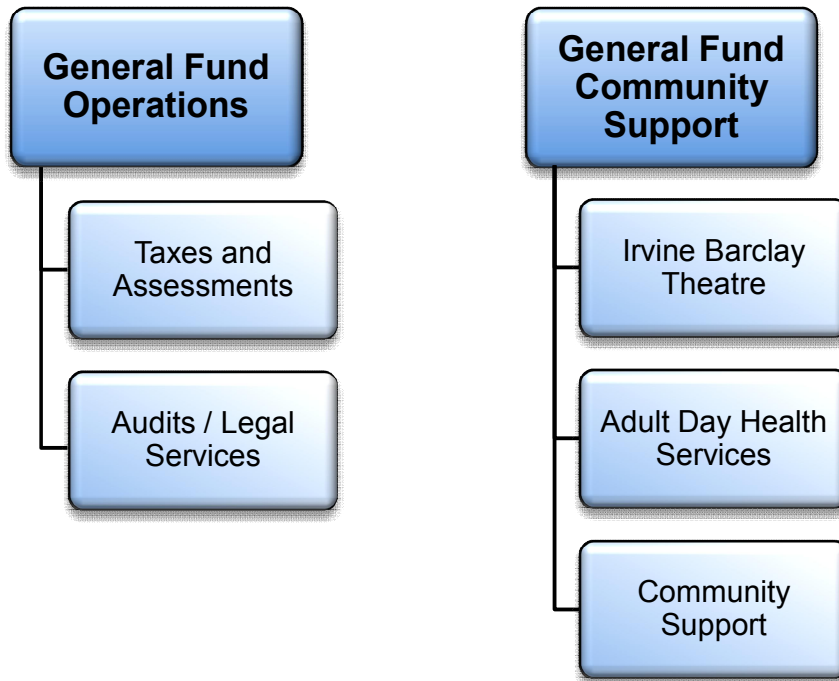 General Fund
Operations
Taxes and
Assessments
Audits / Legal
Services
General Fund
Community
Support
Irvine Barclay
Theatre
Adult Day Health
Services
Community
Support